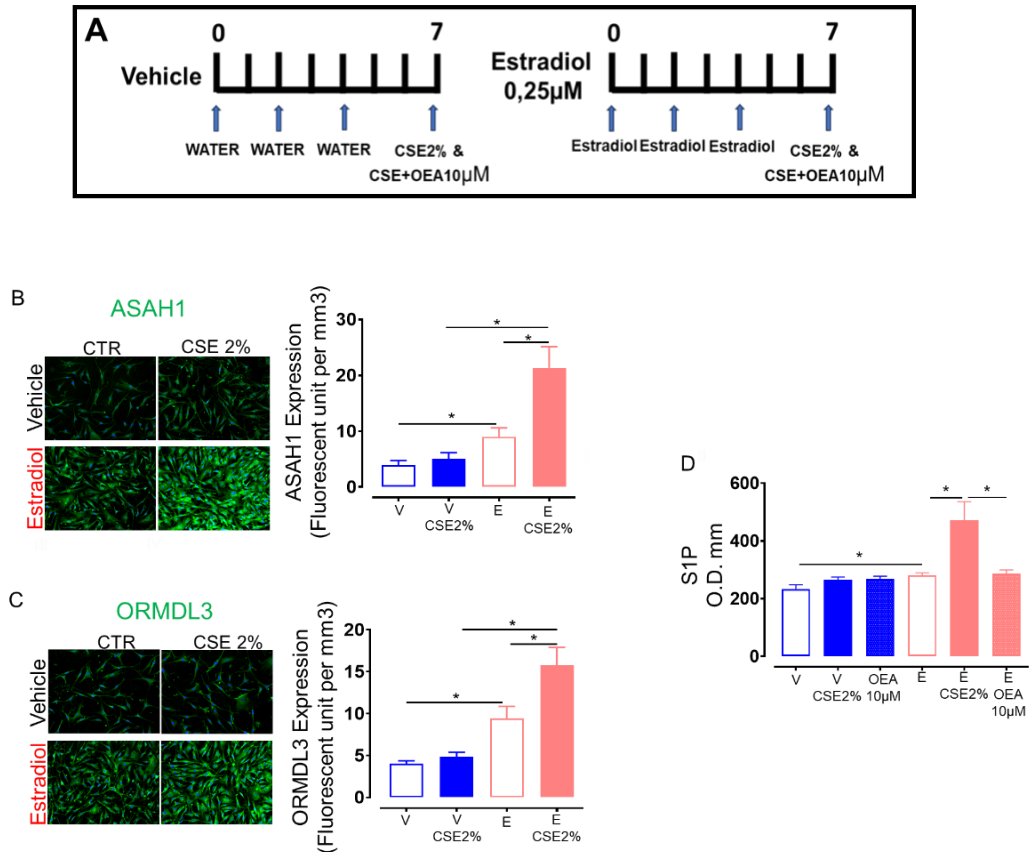 A
0 7
Vehicle
WATER WATER WATER CSE2% &
CSE+OEA10µM
0 7
Estradiol
0,25µM
Estradiol Estradiol Estradiol CSE2% &
CSE+OEA10µM
B
ASAH1
CTR CSE 2%
Vehicle
Estradiol
ASAH1 Expression
(Fluorescent unit per mm3)
30
20
10
0
* * *
V V E E
CSE2% CSE2%
C
ORMDL3
CTR CSE 2%
Vehicle
Estradiol
ORMDL3 Expression
(Fluorescent unit per mm3)
20
15
10
5
0
* * *
V V E E
CSE2% CSE2%
D
S1P
O.D. mm
600
400
200
0
* * *
V V OEA E E E
CSE2% 10µM CSE2% OEA
10µM